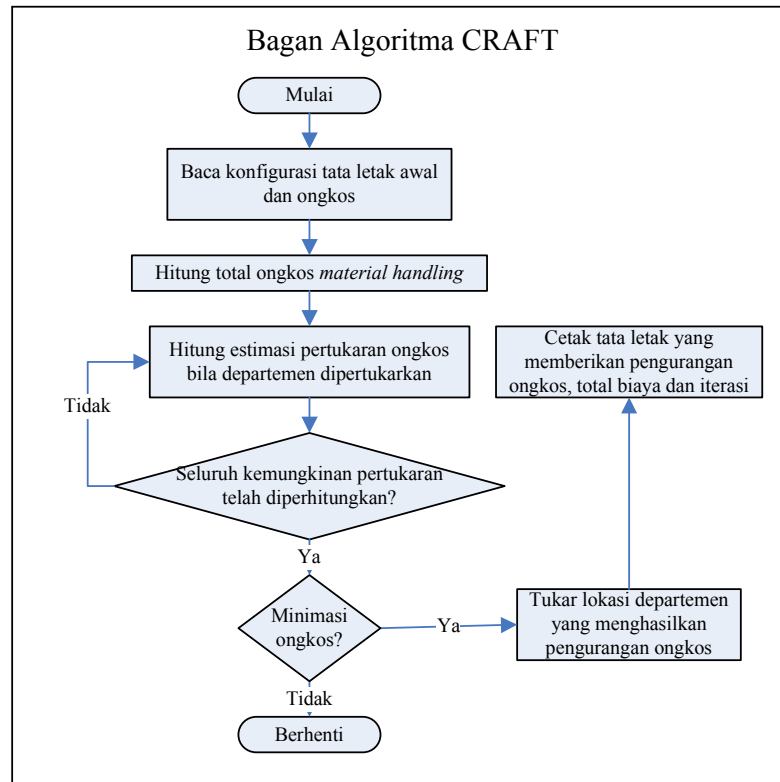 Bagan Algoritma CRAFT
Mulai
Baca konfigurasi tata letak awal
dan ongkos
Hitung total ongkos material handling
Hitung estimasi pertukaran ongkos
bila departemen dipertukarkan
Cetak tata letak yang
memberikan pengurangan
ongkos, total biaya dan iterasi
Tidak
Seluruh kemungkinan pertukaran
telah diperhitungkan?
Ya
Minimasi
ongkos?
Ya
Tukar lokasi departemen
yang menghasilkan
pengurangan ongkos
Tidak
Berhenti